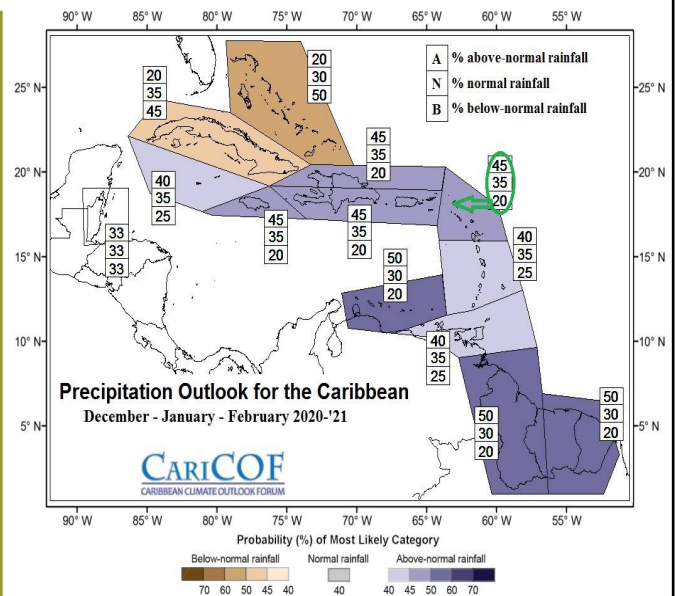 90° W 85° W 80° W 75° W 70° W 65° W 60° W 55° W
A % above-normal rainfall
N % normal rainfall
B % below-normal rainfall
25° N
20° N
15° N
10° N
5° N
20
35
45
20
30
50
45
35
20
45
35
20
40
35
25
45
35
20
45
35
20
33
33
33
40
35
25
50
30
20
40
35
25
50
30
20
50
30
20
Precipitation Outlook for the Caribbean
December - January - February 2020-'21
CARICOF
CARIBBEAN CLIMATE OUTLOOK FORUM
90° W 85° W 80° W 75° W 70° W 65° W 60° W 55° W
Probability (%) of Most Likely Category
Below-normal rainfall Normal rainfall Above-normal rainfall
70 60 50 45 40 40 40 45 50 60 70